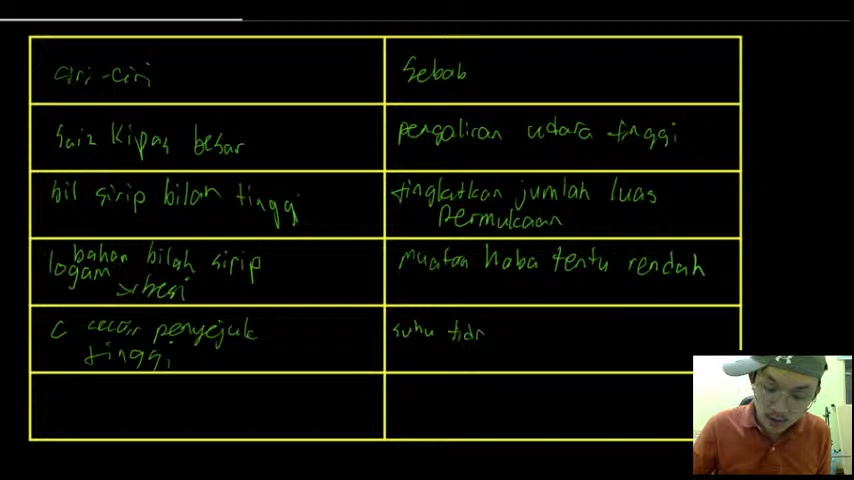 ciri-ciri
Sebab
Saiz kipas besar
pengaliran udara tinggi
bil sirip bilah tinggi
tingkatkan jumlah luas
permukaan
bahan bilah sirip
logam
besi
muatan haba tentu rendah
c cecair penyejuk
tinggi
suhu tidr